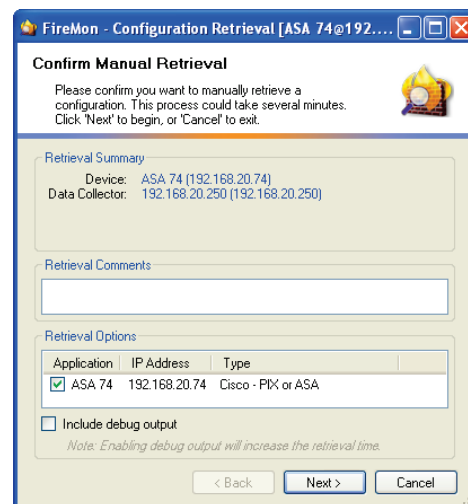 FireMon - Configuration Retrieval [ASA 74@192....
Confirm Manual Retrieval
Please confirm you want to manually retrieve a
configuration. This process could take several minutes.
Click 'Next' to begin, or 'Cancel' to exit.
Retrieval Summary
Device: ASA 74 (192.168.20.74)
Data Collector: 192.168.20.250 (192.168.20.250)
Retrieval Comments
Retrieval Options
Application IP Address Type
ASA 74 192.168.20.74 Cisco - PIX or ASA
Include debug output
Note: Enabling debug output will increase the retrieval time.
< Back Next > Cancel